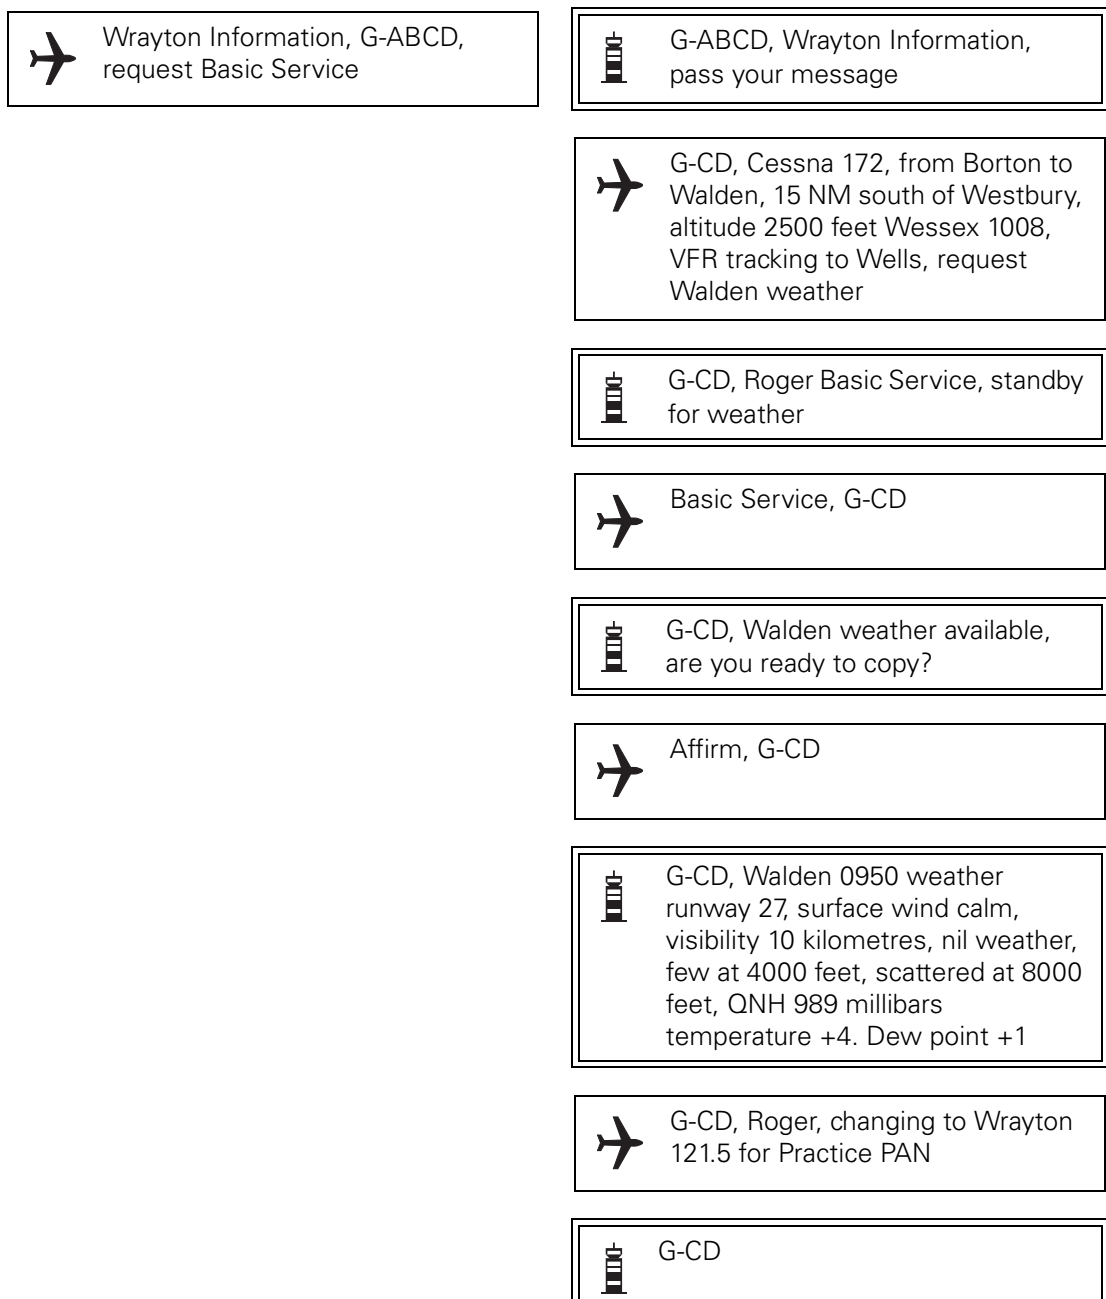 Wrayton Information, G-ABCD,
request Basic Service
G-ABCD, Wrayton Information,
pass your message
G-CD, Cessna 172, from Borton to
Walden, 15 NM south of Westbury,
altitude 2500 feet Wessex 1008,
VFR tracking to Wells, request
Walden weather
G-CD, Roger Basic Service, standby
for weather
Basic Service, G-CD
G-CD, Walden weather available,
are you ready to copy?
Affirm, G-CD
G-CD, Walden 0950 weather
runway 27, surface wind calm,
visibility 10 kilometres, nil weather,
few at 4000 feet, scattered at 8000
feet, QNH 989 millibars
temperature +4. Dew point +1
G-CD, Roger, changing to Wrayton
121.5 for Practice PAN
G-CD